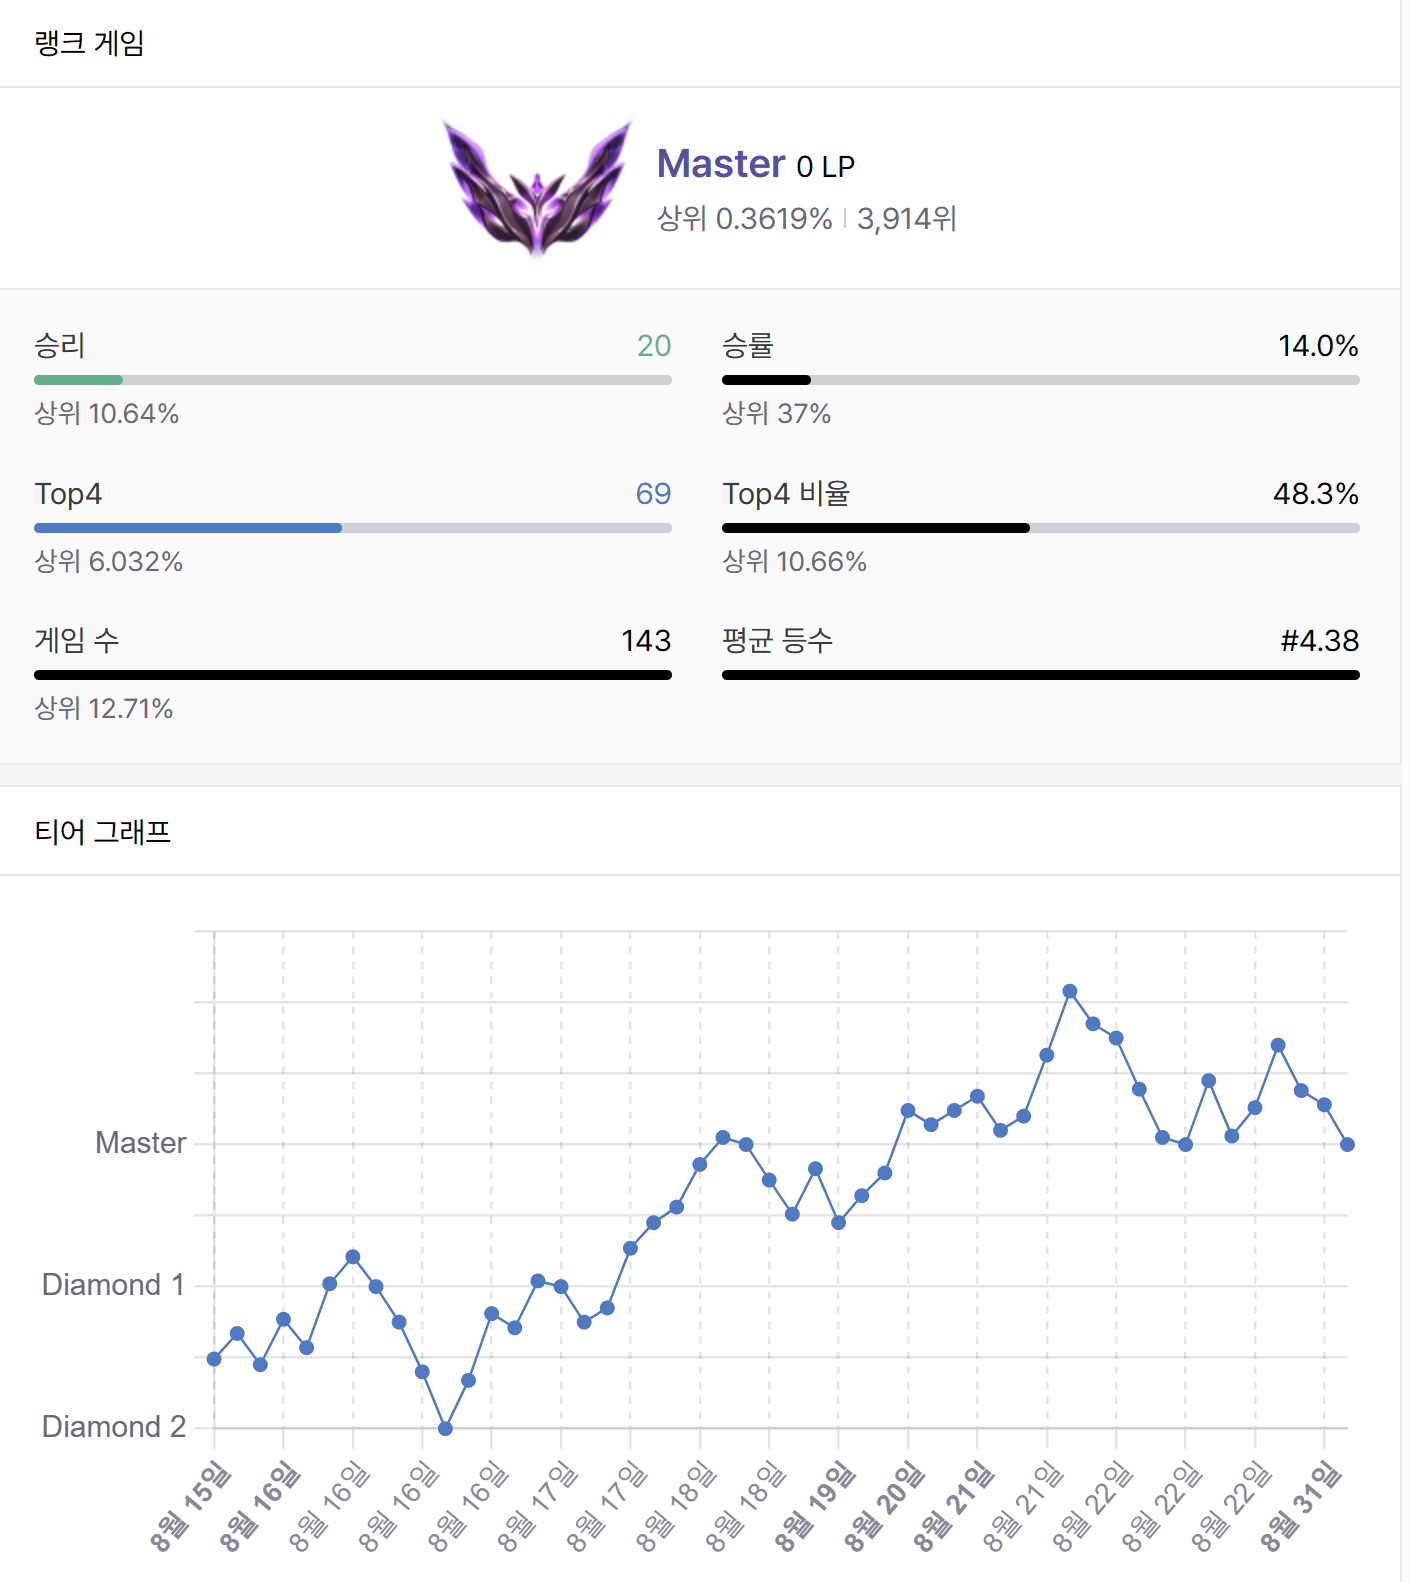 랭크 게임
Master 0 LP
상위 0.3619% | 3,914위
승리 20
상위 10.64%
승률 14.0%
상위 37%
Top4 69
상위 6.032%
Top4 비율 48.3%
상위 10.66%
게임 수 143
상위 12.71%
평균 등수 #4.38
티어 그래프
Master
Diamond 1
Diamond 2
8월 15일
8월 16일
8월 16일
8월 16일
8월 16일
8월 17일
8월 17일
8월 18일
8월 18일
8월 19일
8월 20일
8월 21일
8월 21일
8월 22일
8월 22일
8월 22일
8월 31일